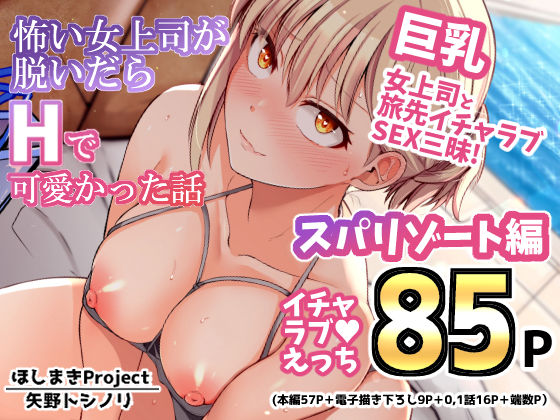 怖い女上司が
脱いだら
Hで
可愛かった話
巨乳
女上司と
旅先イチャラブ
SEX三昧!
スパリゾート編
イチャ
ラブ♥
えっち
85P
(本編57P+電子描き下ろし9P+0,1話16P+端数P)
ほしまきProject
矢野トシノリ